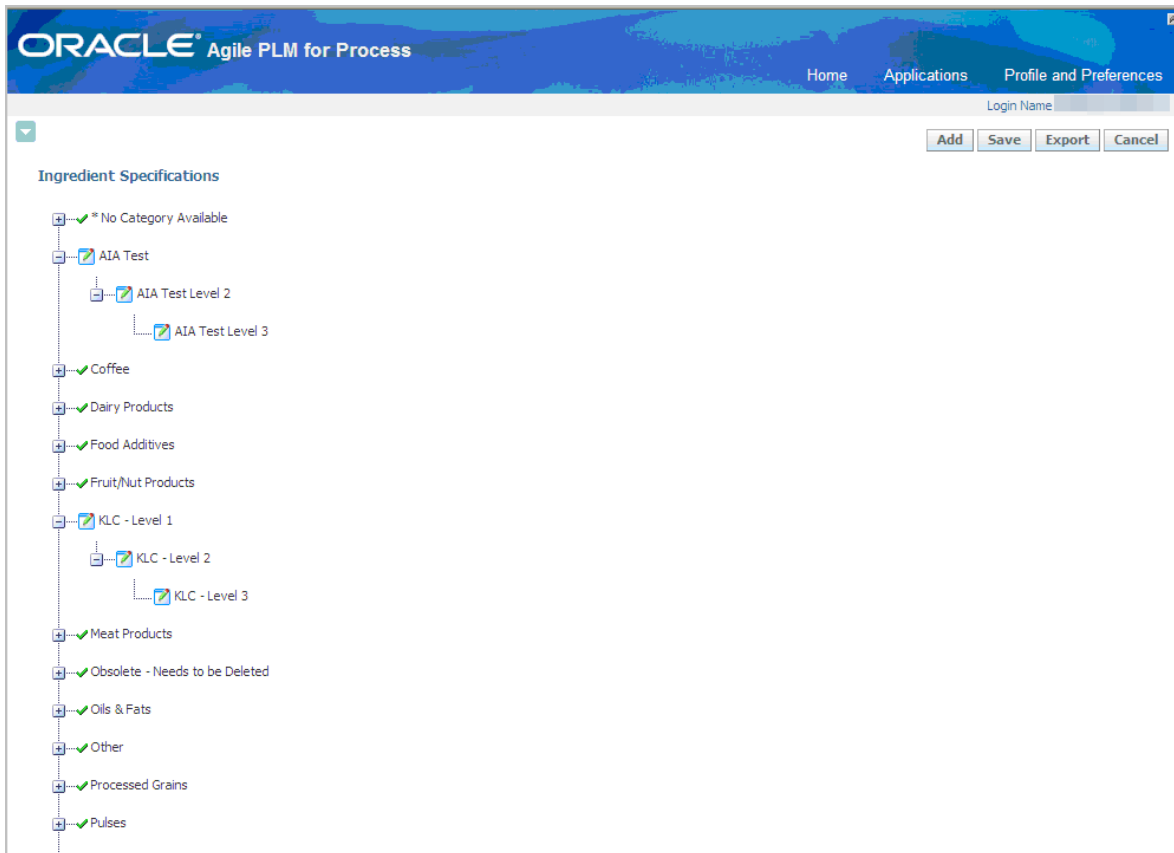 ORACLE® Agile PLM for Process
Home Applications Profile and Preferences
Login Name
Add Save Export Cancel
Ingredient Specifications
* No Category Available
AIA Test
AIA Test Level 2
AIA Test Level 3
Coffee
Dairy Products
Food Additives
Fruit/Nut Products
KLC - Level 1
KLC - Level 2
KLC - Level 3
Meat Products
Obsolete - Needs to be Deleted
Oils & Fats
Other
Processed Grains
Pulses